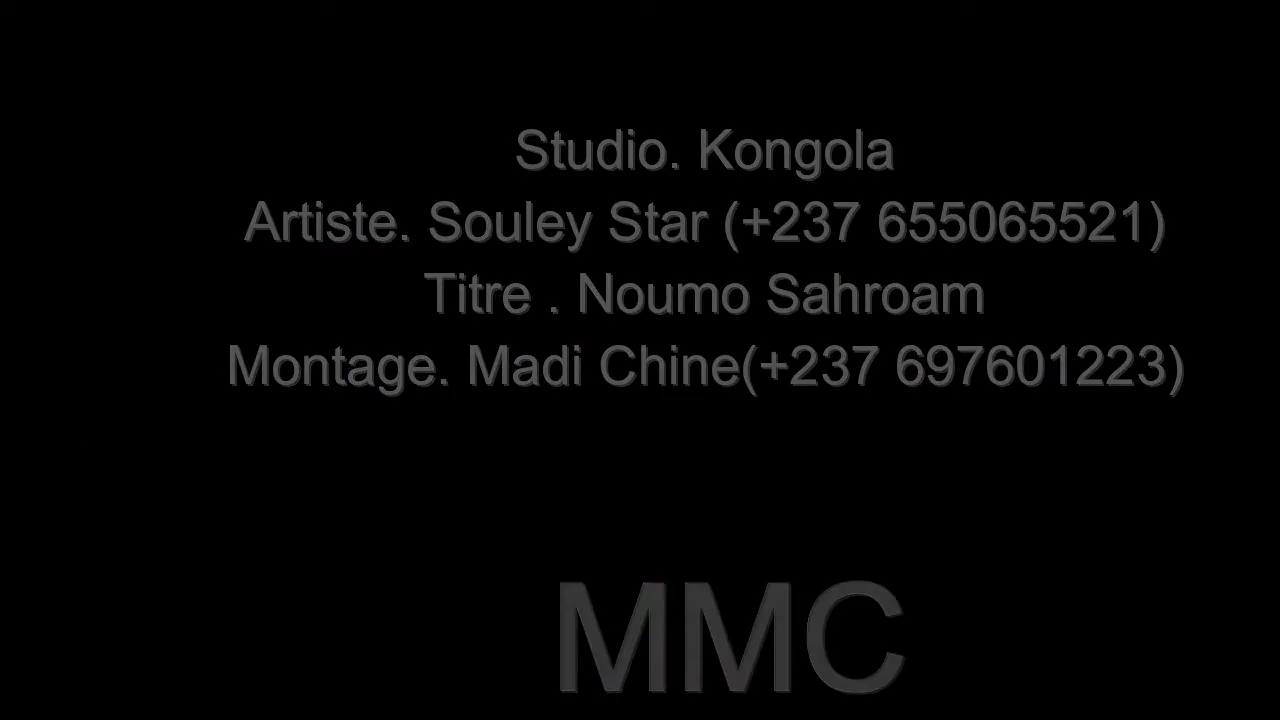 Studio. Kongola
Artiste. Souley Star (+237 655065521)
Titre . Noumo Sahroam
Montage. Madi Chine(+237 697601223)
MMC